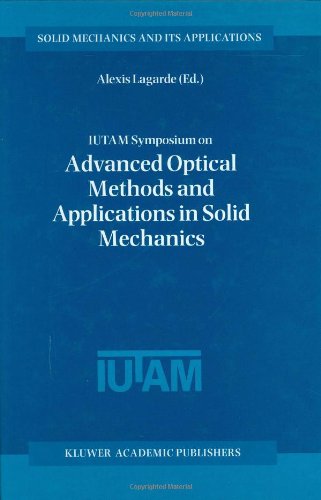 SOLID MECHANICS AND ITS APPLICATIONS
Alexis Lagarde (Ed.)
IUTAM Symposium on
Advanced Optical
Methods and
Applications in Solid
Mechanics
IUTAM
KLUWER ACADEMIC PUBLISHERS